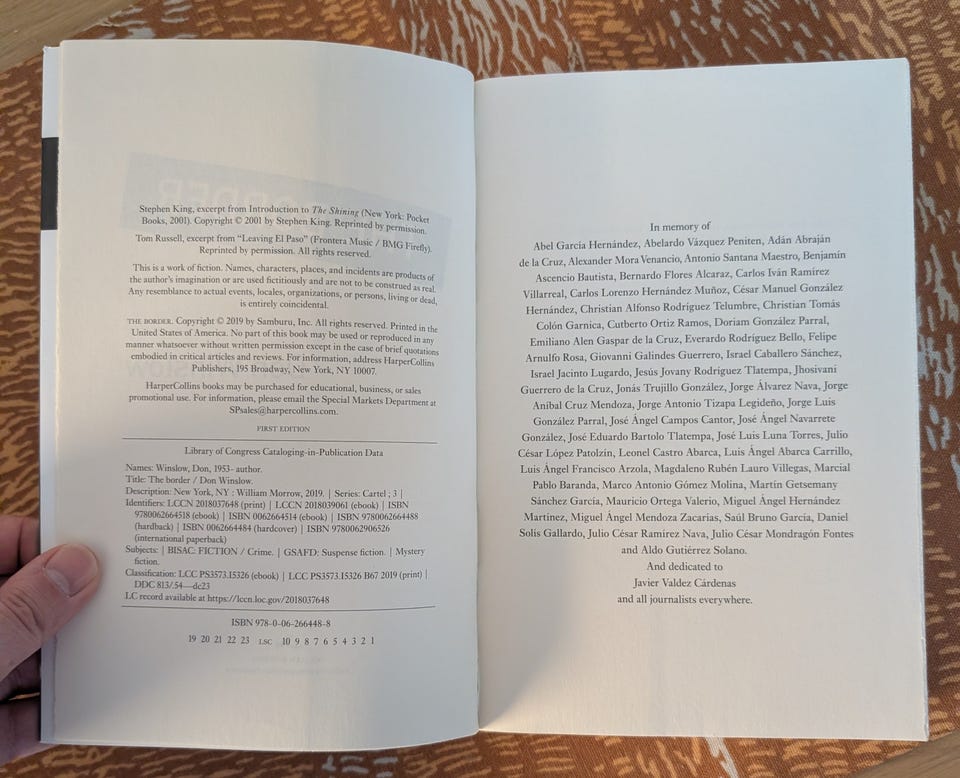 Stephen King, excerpt from Introduction to The Shining (New York: Pocket
Books, 2001). Copyright © 2001 by Stephen King. Reprinted by permission.
Tom Russell, excerpt from “Leaving El Paso” (Frontera Music / BMG Firefly).
Reprinted by permission. All rights reserved.
This is a work of fiction. Names, characters, places, and incidents are products of
the author’s imagination or are used fictitiously and are not to be construed as real.
Any resemblance to actual events, locales, organizations, or persons, living or dead,
is entirely coincidental.
THE BORDER. Copyright © 2019 by Samburu, Inc. All rights reserved. Printed in the
United States of America. No part of this book may be used or reproduced in any
manner whatsoever without written permission except in the case of brief quotations
embodied in critical articles and reviews. For information, address HarperCollins
Publishers, 195 Broadway, New York, NY 10007.
HarperCollins books may be purchased for educational, business, or sales
promotional use. For information, please email the Special Markets Department at
SPsales@harpercollins.com.
FIRST EDITION
Library of Congress Cataloging-in-Publication Data
Names: Winslow, Don, 1953- author.
Title: The border / Don Winslow.
Description: New York, NY : William Morrow, 2019. | Series: Cartel ; 3 |
Identifiers: LCCN 2018037648 (print) | LCCN 2018039061 (ebook) | ISBN
9780062664518 (ebook) | ISBN 0062664514 (ebook) | ISBN 9780062664488
(hardback) | ISBN 0062664484 (hardcover) | ISBN 9780062906526
(international paperback)
Subjects: | BISAC: FICTION / Crime. | GSAFD: Suspense fiction. | Mystery
fiction.
Classification: LCC PS3573.I5326 (ebook) | LCC PS3573.I5326 B67 2019 (print) |
DDC 813/.54—dc23
LC record available at https://lccn.loc.gov/2018037648
ISBN 978-0-06-266448-8
19 20 21 22 23 LSC 10 9 8 7 6 5 4 3 2 1
In memory of
Abel García Hernández, Abelardo Vázquez Peniten, Adán Abraján
de la Cruz, Alexander Mora Venancio, Antonio Santana Maestro, Benjamín
Ascencio Bautista, Bernardo Flores Alcaraz, Carlos Iván Ramírez
Villarreal, Carlos Lorenzo Hernández Muñoz, César Manuel González
Hernández, Christian Alfonso Rodríguez Telumbre, Christian Tomás
Colón Garnica, Cutberto Ortiz Ramos, Doriam González Parral,
Emiliano Alen Gaspar de la Cruz, Everardo Rodríguez Bello, Felipe
Arnulfo Rosa, Giovanni Galindes Guerrero, Israel Caballero Sánchez,
Israel Jacinto Lugardo, Jesús Jovany Rodríguez Tlatempa, Jhosivani
Guerrero de la Cruz, Jonás Trujillo González, Jorge Álvarez Nava, Jorge
Aníbal Cruz Mendoza, Jorge Antonio Tizapa Legideño, Jorge Luis
González Parral, José Ángel Campos Cantor, José Ángel Navarrete
González, José Eduardo Bartolo Tlatempa, José Luis Luna Torres, Julio
César López Patolzín, Leonel Castro Abarca, Luis Ángel Abarca Carrillo,
Luis Ángel Francisco Arzola, Magdaleno Rubén Lauro Villegas, Marcial
Pablo Baranda, Marco Antonio Gómez Molina, Martín Getsemany
Sánchez García, Mauricio Ortega Valerio, Miguel Ángel Hernández
Martínez, Miguel Ángel Mendoza Zacarías, Saúl Bruno García, Daniel
Solís Gallardo, Julio César Ramírez Nava, Julio César Mondragón Fontes
and Aldo Gutiérrez Solano.
And dedicated to
Javier Valdez Cárdenas
and all journalists everywhere.